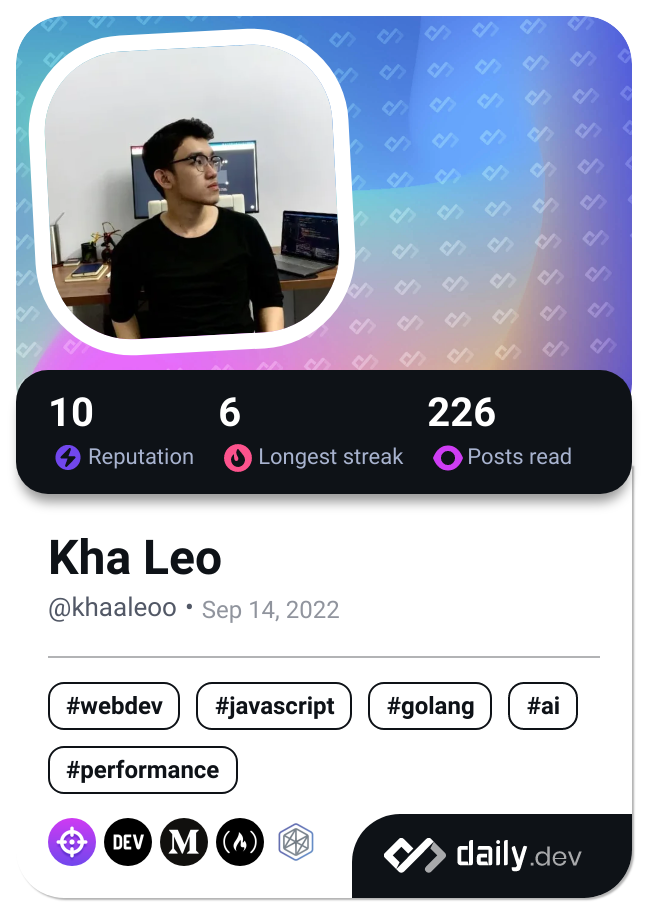 10 6 226
Reputation Longest streak Posts read
Kha Leo
@khaaleoo • Sep 14, 2022
#webdev #javascript #golang #ai
#performance
DEV M
daily.dev